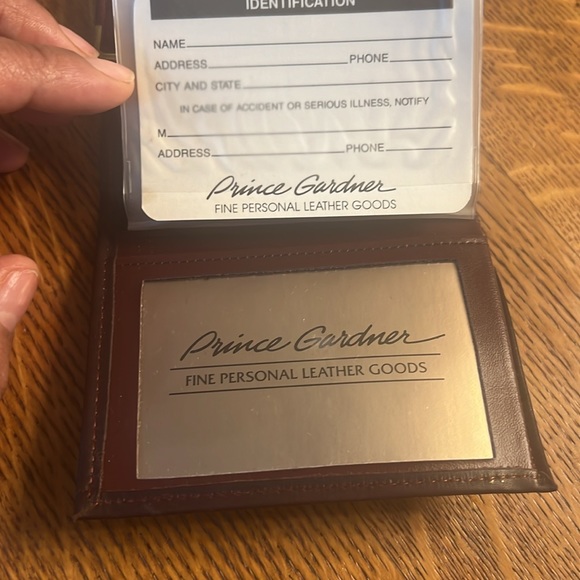 IDENTIFICATION
NAME
ADDRESS PHONE
CITY AND STATE
IN CASE OF ACCIDENT OR SERIOUS ILLNESS, NOTIFY
M
ADDRESS PHONE
Prince Gardner
FINE PERSONAL LEATHER GOODS
Prince Gardner
FINE PERSONAL LEATHER GOODS